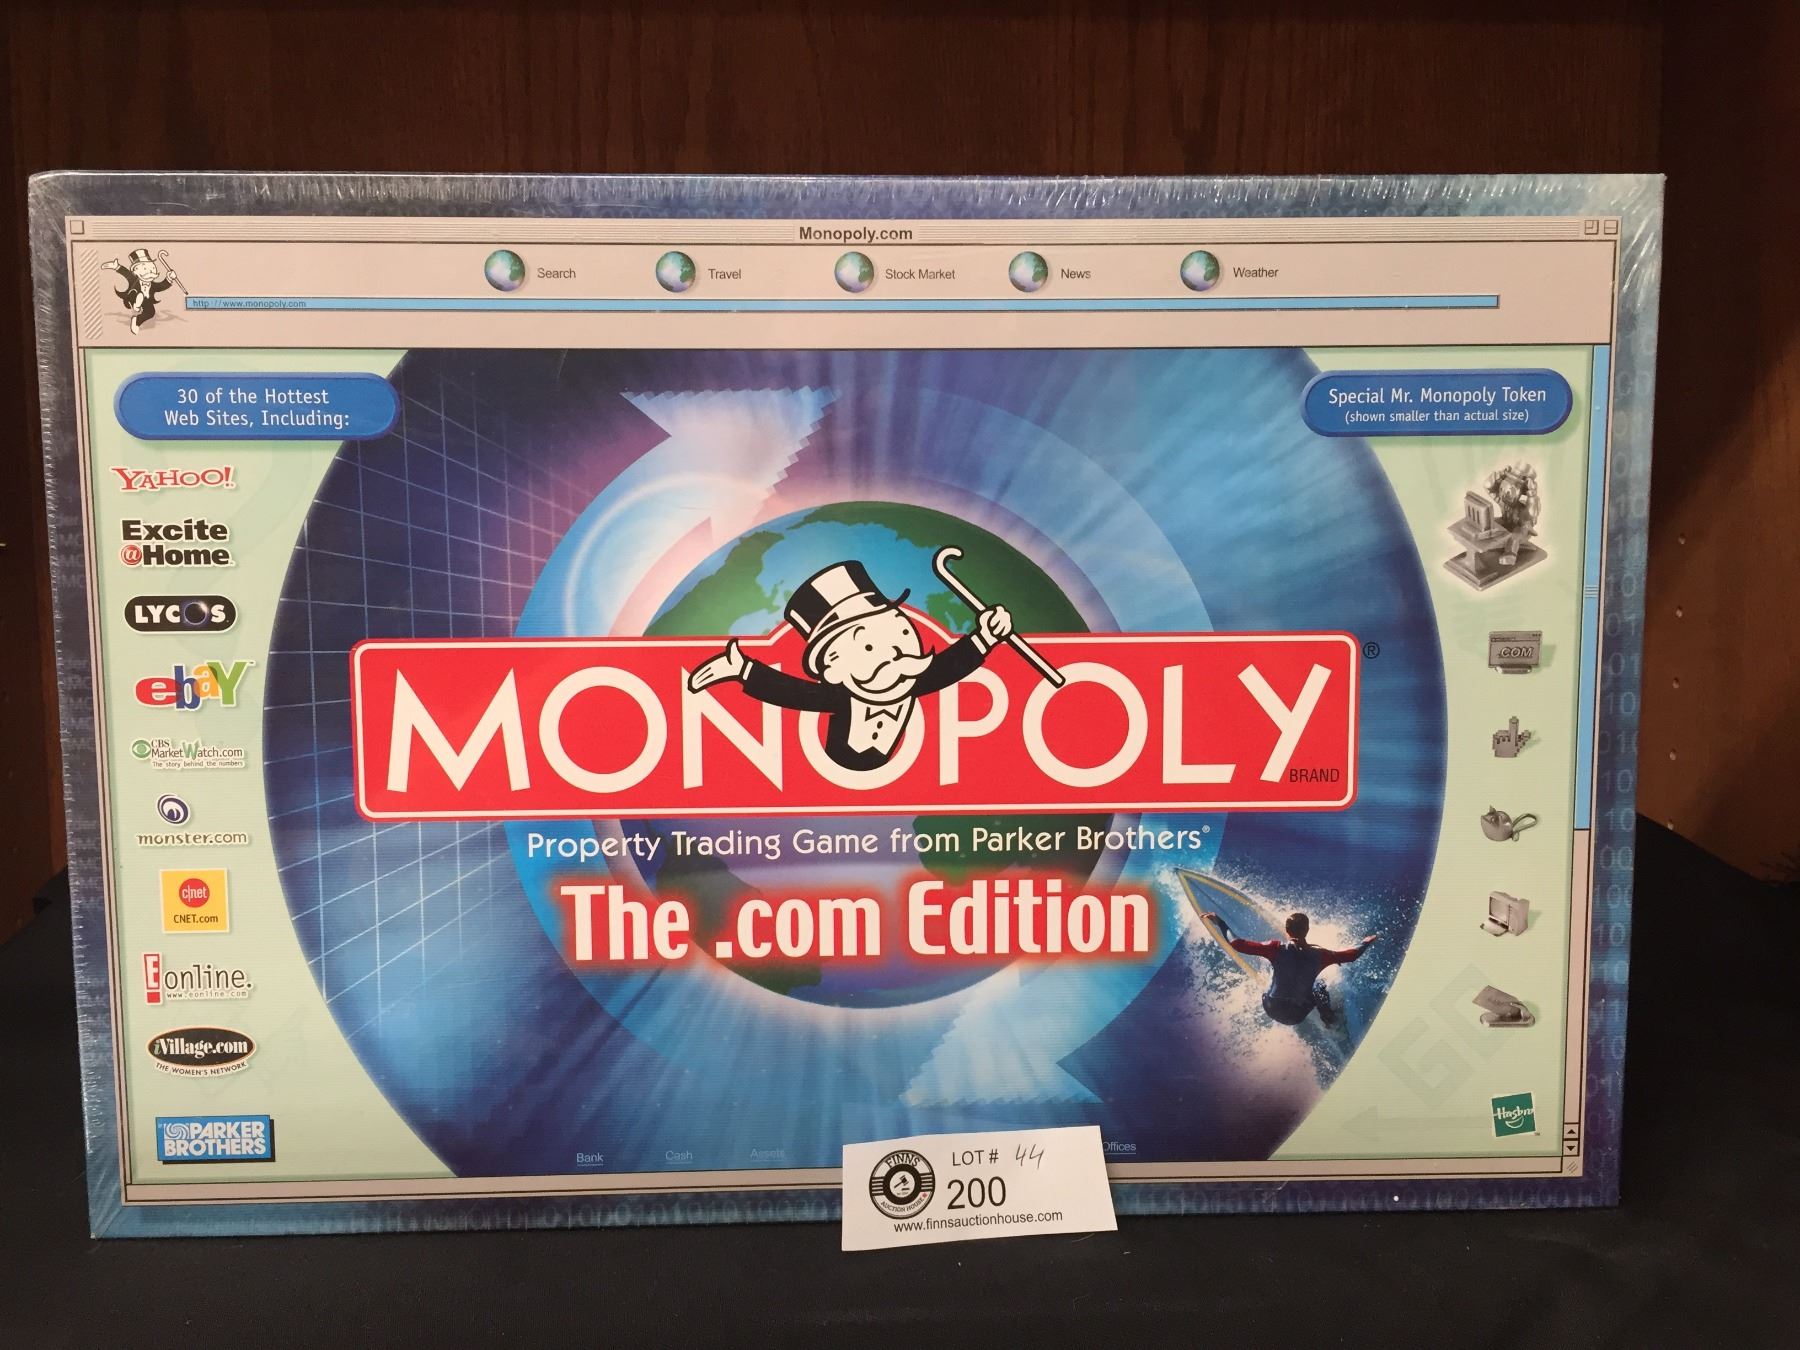 Monopoly.com
Search Travel Stock Market News Weather
http://www.monopoly.com
30 of the Hottest
Web Sites, Including:
YAHOO!
Excite
@Home
LYCOS
ebaY
CBS
MarketWatch.com
The story behind the numbers
monster.com
c|net
CNET.com
E! online.
www.eonline.com
iVillage.com
THE WOMEN'S NETWORK
PARKER
BROTHERS
MONOPOLY ®
BRAND
Property Trading Game from Parker Brothers®
The .com Edition
Special Mr. Monopoly Token
(shown smaller than actual size)
.COM
Hasbro
Bank Cash Assets Offices
FINNS
AUCTION HOUSE
LOT # 44
200
www.finnsauctionhouse.com